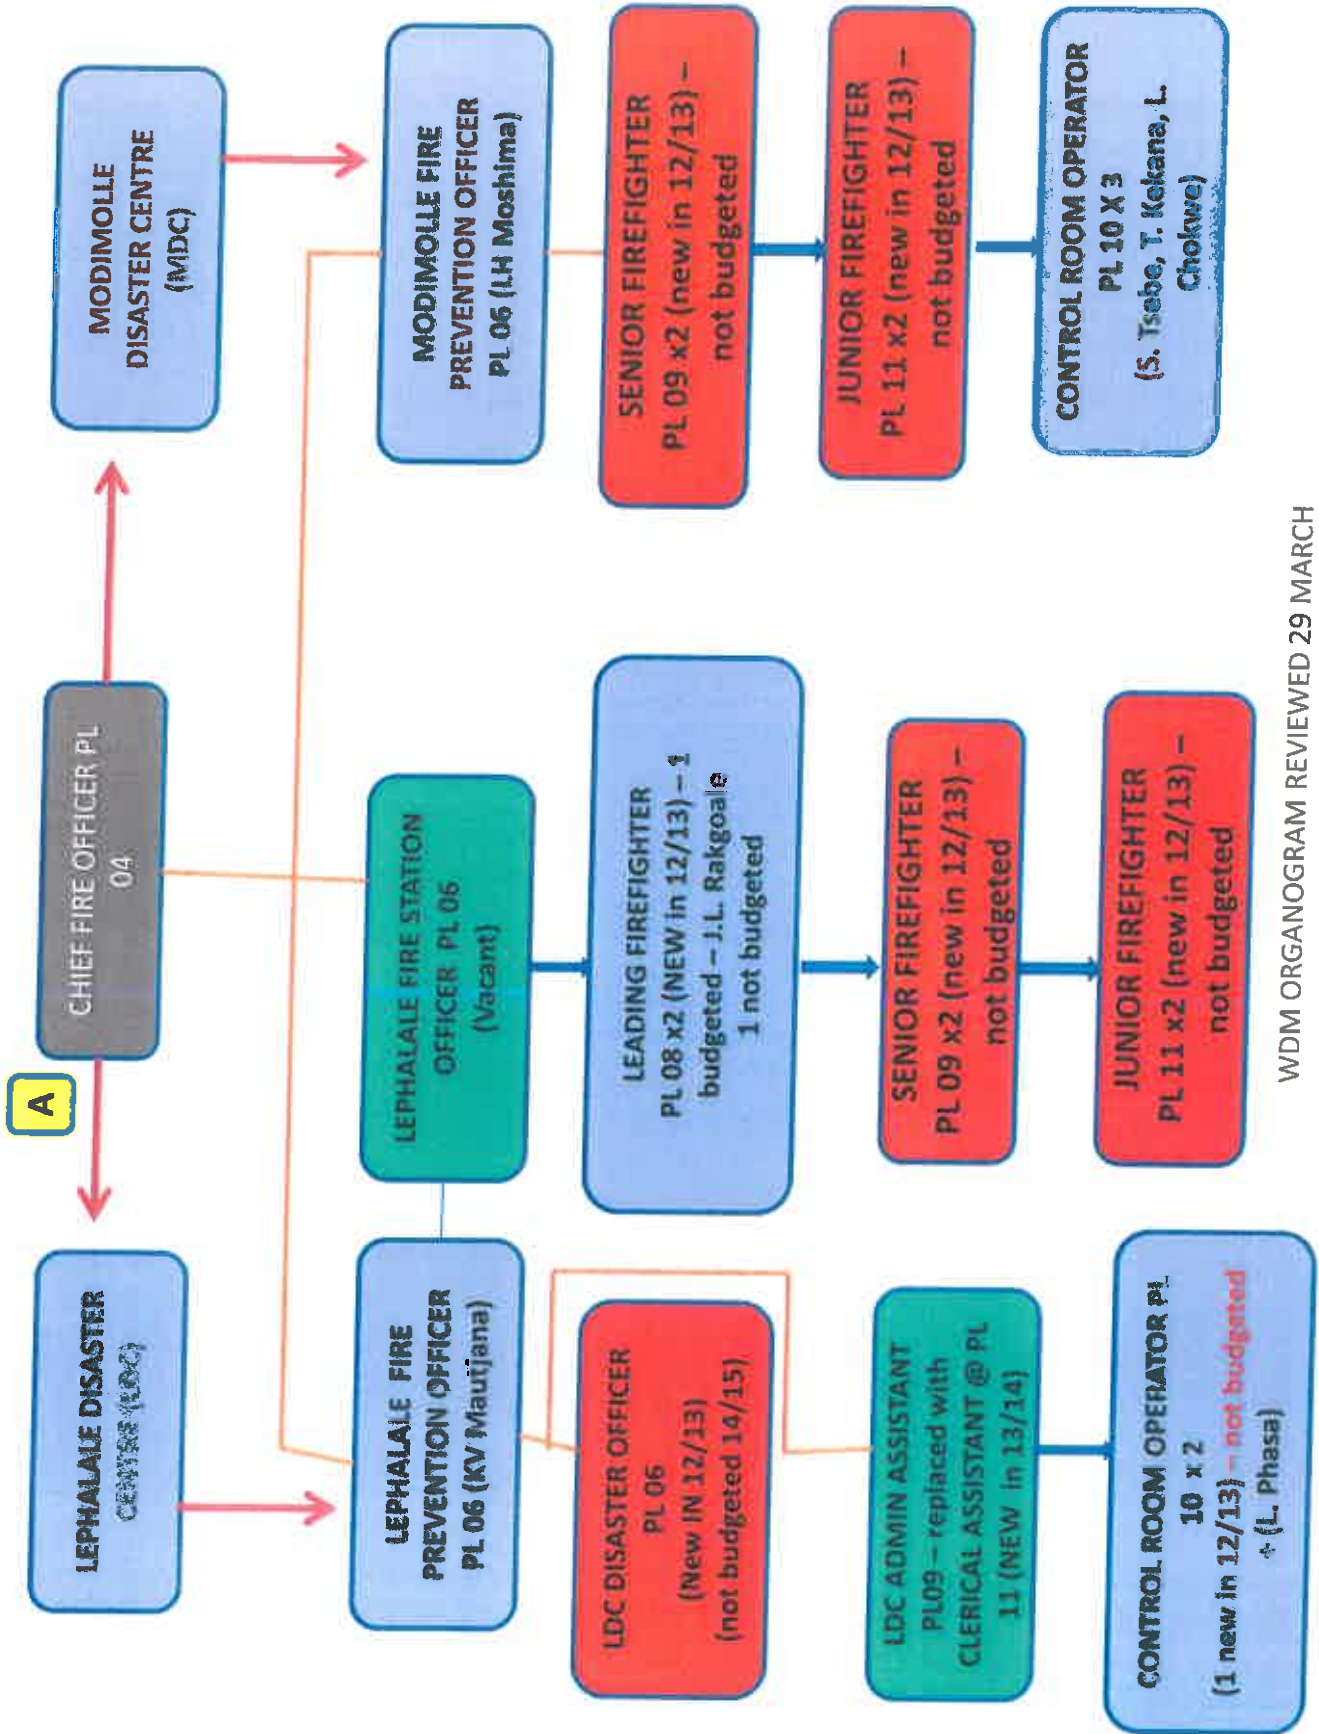 A
CHIEF FIRE OFFICER PL
04
LEPHALALE DISASTER
CENTRE (LDC)
MODIMOLLE
DISASTER CENTRE
(MDC)
LEPHALALE FIRE
PREVENTION OFFICER
PL 06 (KV Mautjana)
LEPHALALE FIRE STATION
OFFICER PL 06
(Vacant)
MODIMOLLE FIRE
PREVENTION OFFICER
PL 06 (LH Moshima)
LDC DISASTER OFFICER
PL 06
(New IN 12/13)
(not budgeted 14/15)
LEADING FIREFIGHTER
PL 08 x2 (NEW in 12/13) – 1
budgeted – J.L. Rakgoale
1 not budgeted
SENIOR FIREFIGHTER
PL 09 x2 (new in 12/13) –
not budgeted
LDC ADMIN ASSISTANT
PL09 – replaced with
CLERICAL ASSISTANT @ PL
11 (NEW in 13/14)
SENIOR FIREFIGHTER
PL 09 x2 (new in 12/13) –
not budgeted
JUNIOR FIREFIGHTER
PL 11 x2 (new in 12/13) –
not budgeted
CONTROL ROOM OPERATOR PL
10 x 2
(1 new in 12/13) – not budgeted
+ (L. Phasa)
JUNIOR FIREFIGHTER
PL 11 x2 (new in 12/13) –
not budgeted
CONTROL ROOM OPERATOR
PL 10 X 3
(S. Tsebe, T. Kekana, L.
Chokwe)
WDM ORGANOGRAM REVIEWED 29 MARCH